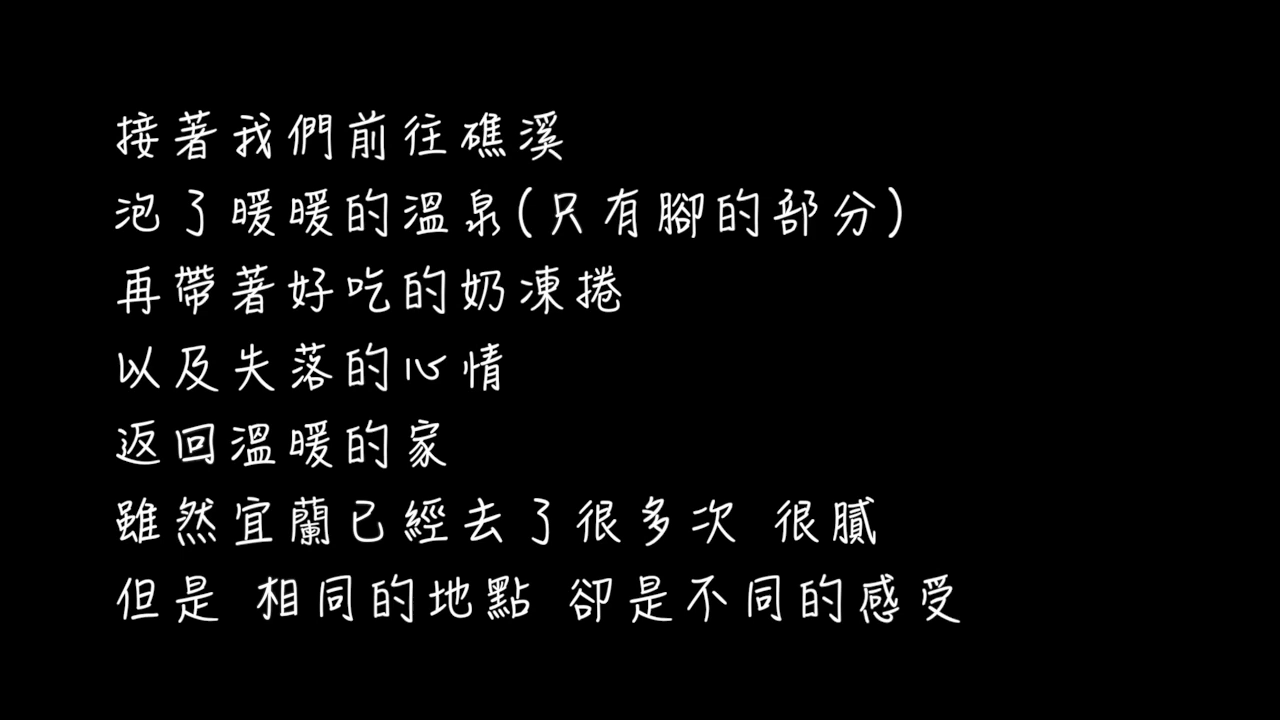 接著我們前往礁溪
泡了暖暖的溫泉(只有腳的部分)
再帶著好吃的奶凍捲
以及失落的心情
返回溫暖的家
雖然宜蘭已經去了很多次 很膩
但是 相同的地點 卻是不同的感受